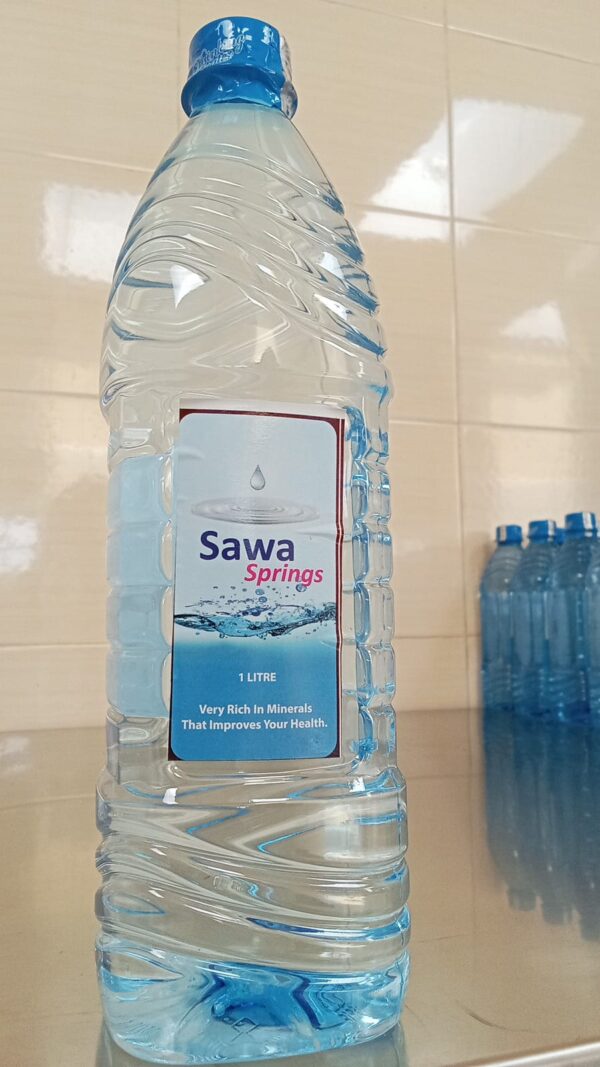 Sawa
Springs
1 LITRE
Very Rich In Minerals
That Improves Your Health.